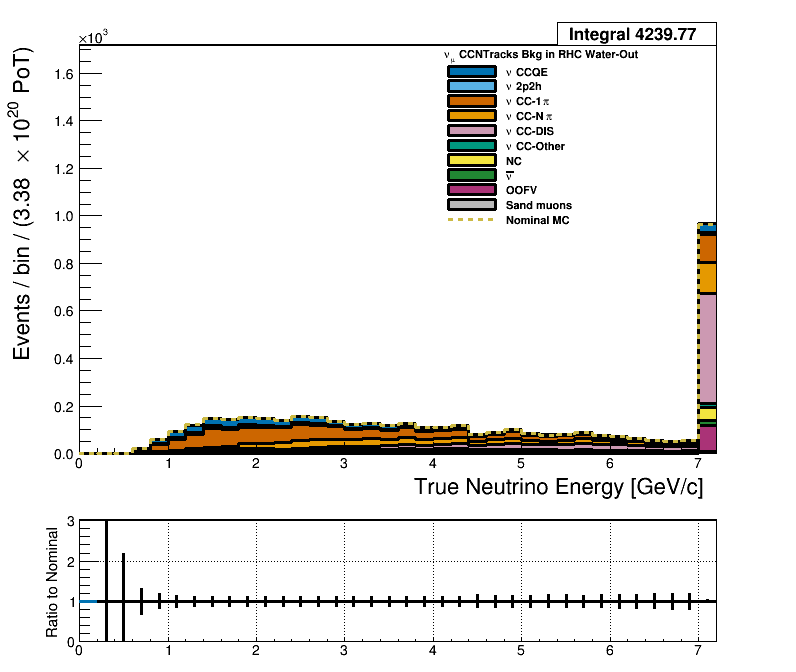 Integral 4239.77
×10³
ν_μ CCNTracks Bkg in RHC Water-Out
ν CCQE
ν 2p2h
ν CC-1π
ν CC-Nπ
ν CC-DIS
ν CC-Other
NC
ν̅
OOFV
Sand muons
Nominal MC
Events / bin / (3.38 × 10²⁰ PoT)
1.6
1.4
1.2
1.0
0.8
0.6
0.4
0.2
0.0
0 1 2 3 4 5 6 7
True Neutrino Energy [GeV/c]
Ratio to Nominal
3
2
1
0
0 1 2 3 4 5 6 7